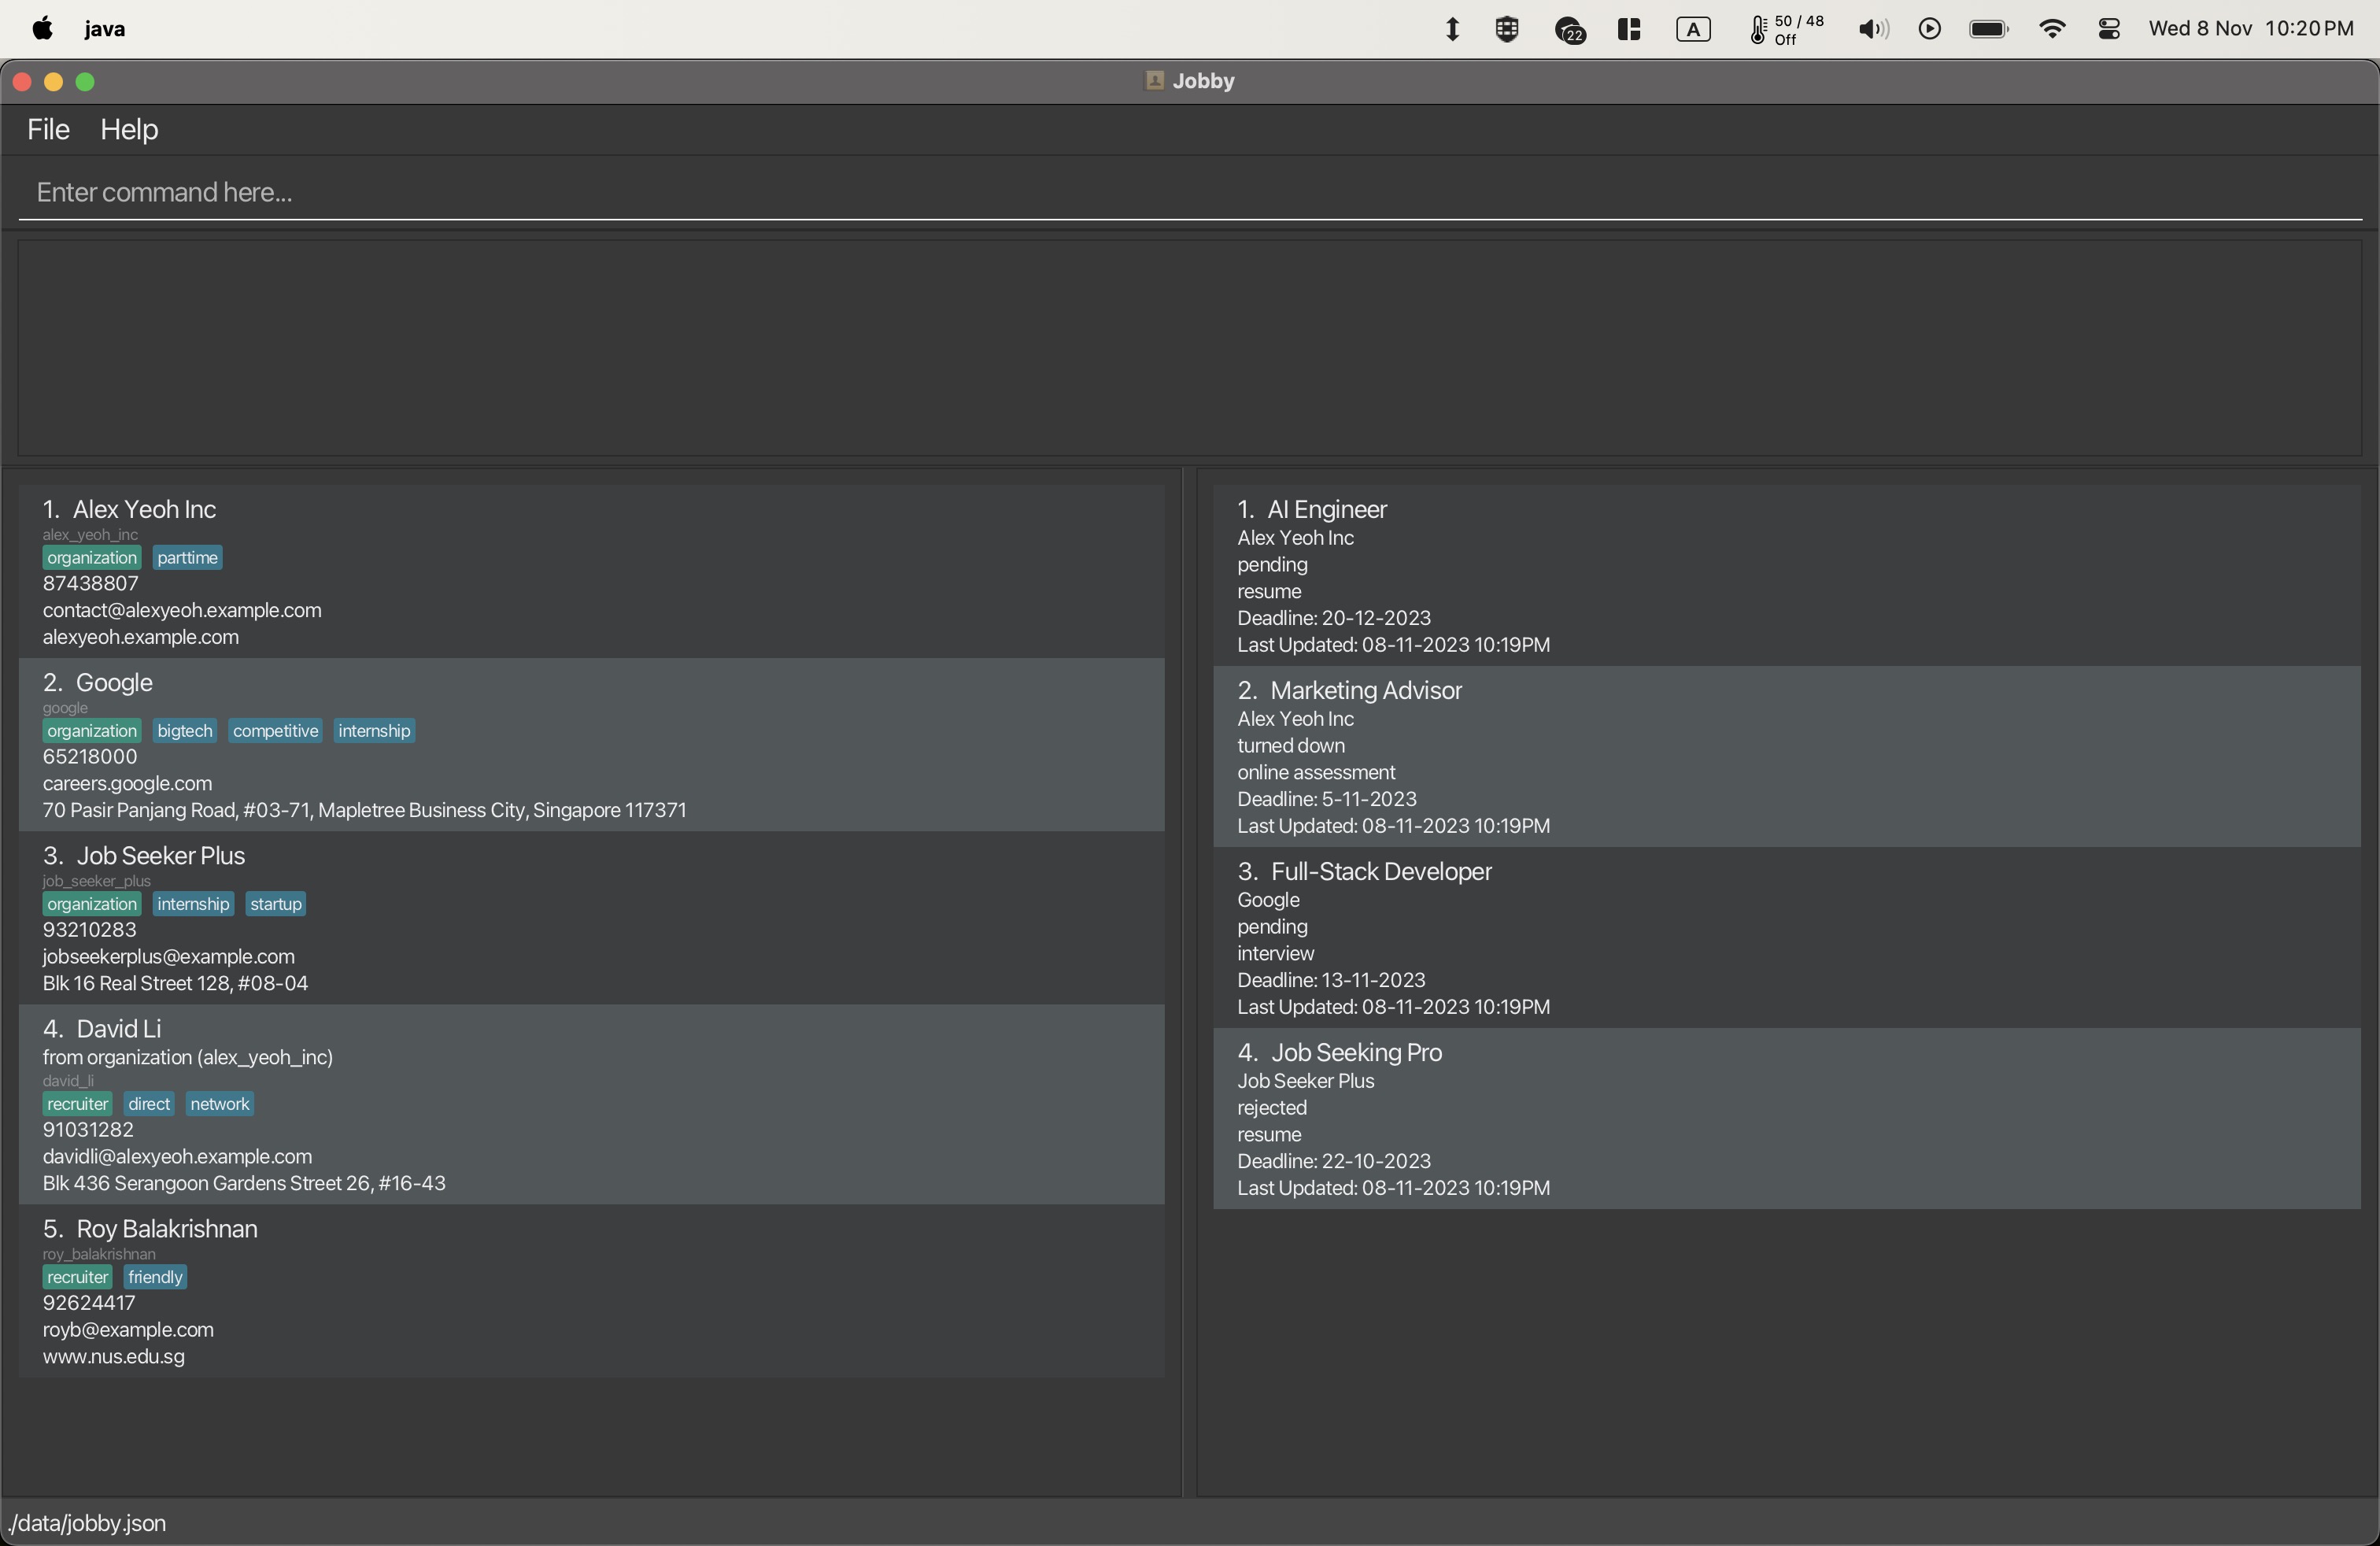 java
22
A
50 / 48
Off
Wed 8 Nov 10:20 PM
Jobby
File Help
Enter command here...
1. Alex Yeoh Inc
alex_yeoh_inc
organization parttime
87438807
contact@alexyeoh.example.com
alexyeoh.example.com
2. Google
google
organization bigtech competitive internship
65218000
careers.google.com
70 Pasir Panjang Road, #03-71, Mapletree Business City, Singapore 117371
3. Job Seeker Plus
job_seeker_plus
organization internship startup
93210283
jobseekerplus@example.com
Blk 16 Real Street 128, #08-04
4. David Li
from organization (alex_yeoh_inc)
david_li
recruiter direct network
91031282
davidli@alexyeoh.example.com
Blk 436 Serangoon Gardens Street 26, #16-43
5. Roy Balakrishnan
roy_balakrishnan
recruiter friendly
92624417
royb@example.com
www.nus.edu.sg
1. AI Engineer
Alex Yeoh Inc
pending
resume
Deadline: 20-12-2023
Last Updated: 08-11-2023 10:19PM
2. Marketing Advisor
Alex Yeoh Inc
turned down
online assessment
Deadline: 5-11-2023
Last Updated: 08-11-2023 10:19PM
3. Full-Stack Developer
Google
pending
interview
Deadline: 13-11-2023
Last Updated: 08-11-2023 10:19PM
4. Job Seeking Pro
Job Seeker Plus
rejected
resume
Deadline: 22-10-2023
Last Updated: 08-11-2023 10:19PM
./data/jobby.json